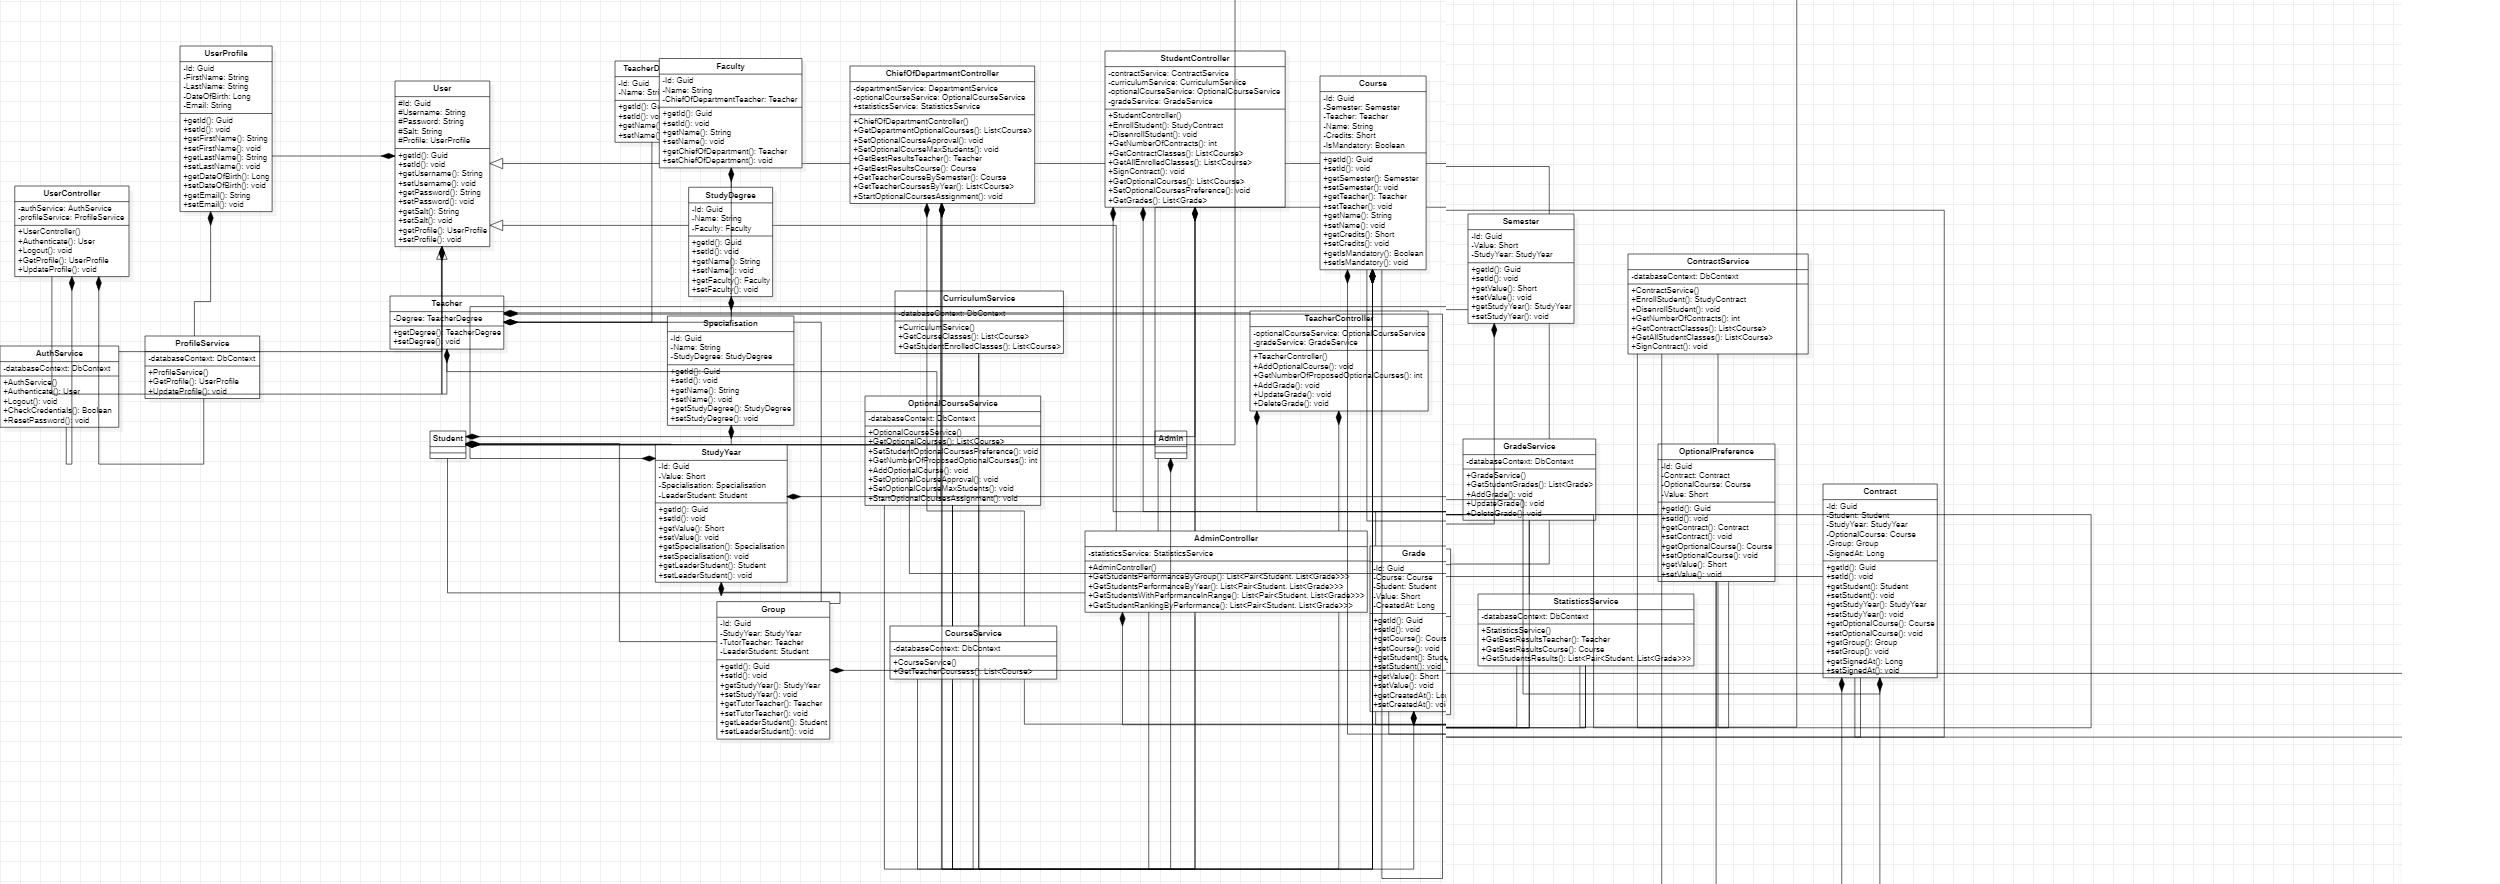 UserProfile
-Id: Guid
-FirstName: String
-LastName: String
-DateOfBirth: Long
-Email: String
+getId(): Guid
+setId(): void
+getFirstName(): String
+setFirstName(): void
+getLastName(): String
+setLastName(): void
+getDateOfBirth(): Long
+setDateOfBirth(): void
+getEmail(): String
+setEmail(): void
User
#Id: Guid
#Username: String
#Password: String
#Salt: String
#Profile: UserProfile
+getId(): Guid
+setId(): void
+getUsername(): String
+setUsername(): void
+getPassword(): String
+setPassword(): void
+getSalt(): String
+setSalt(): void
+getProfile(): UserProfile
+setProfile(): void
UserController
-authService: AuthService
-profileService: ProfileService
+UserController()
+Authenticate(): User
+Logout(): void
+GetProfile(): UserProfile
+UpdateProfile(): void
AuthService
-databaseContext: DbContext
+AuthService()
+Authenticate(): User
+Logout(): void
+CheckCredentials(): Boolean
+ResetPassword(): void
ProfileService
-databaseContext: DbContext
+ProfileService()
+GetProfile(): UserProfile
+UpdateProfile(): void
Teacher
-Degree: TeacherDegree
+getDegree(): TeacherDegree
+setDegree(): void
Student
TeacherD
-Id: Guid
-Name: Stri
+getId(): G
+setId(): vo
+getName()
+setName()
Faculty
-Id: Guid
-Name: String
-ChiefOfDepartmentTeacher: Teacher
+getId(): Guid
+setId(): void
+getName(): String
+setName(): void
+getChiefOfDepartment(): Teacher
+setChiefOfDepartment(): void
StudyDegree
-Id: Guid
-Name: String
-Faculty: Faculty
+getId(): Guid
+setId(): void
+getName(): String
+setName(): void
+getFaculty(): Faculty
+setFaculty(): void
Specialisation
-Id: Guid
-Name: String
-StudyDegree: StudyDegree
+getId(): Guid
+setId(): void
+getName(): String
+setName(): void
+getStudyDegree(): StudyDegree
+setStudyDegree(): void
StudyYear
-Id: Guid
-Value: Short
-Specialisation: Specialisation
-LeaderStudent: Student
+getId(): Guid
+setId(): void
+getValue(): Short
+setValue(): void
+getSpecialisation(): Specialisation
+setSpecialisation(): void
+getLeaderStudent(): Student
+setLeaderStudent(): void
Group
-Id: Guid
-StudyYear: StudyYear
-TutorTeacher: Teacher
-LeaderStudent: Student
+getId(): Guid
+setId(): void
+getStudyYear(): StudyYear
+setStudyYear(): void
+getTutorTeacher(): Teacher
+setTutorTeacher(): void
+getLeaderStudent(): Student
+setLeaderStudent(): void
ChiefOfDepartmentController
-departmentService: DepartmentService
-optionalCourseService: OptionalCourseService
+statisticsService: StatisticsService
+ChiefOfDepartmentController()
+GetDepartmentOptionalCourses(): List<Course>
+SetOptionalCourseApproval(): void
+SetOptionalCourseMaxStudents(): void
+GetBestResultsTeacher(): Teacher
+GetBestResultsCourse(): Course
+GetTeacherCourseBySemester(): Course
+GetTeacherCoursesByYear(): List<Course>
+StartOptionalCoursesAssignment(): void
CurriculumService
-databaseContext: DbContext
+CurriculumService()
+GetCourseClasses(): List<Course>
+GetStudentEnrolledClasses(): List<Course>
OptionalCourseService
-databaseContext: DbContext
+OptionalCourseService()
+GetOptionalCourses(): List<Course>
+SetStudentOptionalCoursesPreference(): void
+GetNumberOfProposedOptionalCourses(): int
+AddOptionalCourse(): void
+SetOptionalCourseApproval(): void
+SetOptionalCourseMaxStudents(): void
+StartOptionalCoursesAssignment(): void
CourseService
-databaseContext: DbContext
+CourseService()
+GetTeacherCoursess(): List<Course>
StudentController
-contractService: ContractService
-curriculumService: CurriculumService
-optionalCourseService: OptionalCourseService
-gradeService: GradeService
+StudentController()
+EnrollStudent(): StudyContract
+DisenrollStudent(): void
+GetNumberOfContracts(): int
+GetContractClasses(): List<Course>
+GetAllEnrolledClasses(): List<Course>
+SignContract(): void
+GetOptionalCourses(): List<Course>
+SetOptionalCoursesPreference(): void
+GetGrades(): List<Grade>
Course
-Id: Guid
-Semester: Semester
-Teacher: Teacher
-Name: String
-Credits: Short
-IsMandatory: Boolean
+getId(): Guid
+setId(): void
+getSemester(): Semester
+setSemester(): void
+getTeacher(): Teacher
+setTeacher(): void
+getName(): String
+setName(): void
+getCredits(): Short
+setCredits(): void
+getIsMandatory(): Boolean
+setIsMandatory(): void
TeacherController
-optionalCourseService: OptionalCourseService
-gradeService: GradeService
+TeacherController()
+AddOptionalCourse(): void
+GetNumberOfProposedOptionalCourses(): int
+AddGrade(): void
+UpdateGrade(): void
+DeleteGrade(): void
Admin
AdminController
-statisticsService: StatisticsService
+AdminController()
+GetStudentsPerformanceByGroup(): List<Pair<Student. List<Grade>>>
+GetStudentsPerformanceByYear(): List<Pair<Student. List<Grade>>>
+GetStudentsWithPerformanceInRange(): List<Pair<Student. List<Grade>>>
+GetStudentRankingByPerformance(): List<Pair<Student. List<Grade>>>
Grade
-Id: Guid
-Course: Course
-Student: Student
-Value: Short
-CreatedAt: Long
+getId(): Guid
+setId(): void
+getCourse(): Cours
+setCourse(): void
+getStudent(): Stud
+setStudent(): void
+getValue(): Short
+setValue(): void
+getCreatedAt(): Lo
+setCreatedAt(): voi
Semester
-Id: Guid
-Value: Short
-StudyYear: StudyYear
+getId(): Guid
+setId(): void
+getValue(): Short
+setValue(): void
+getStudyYear(): StudyYear
+setStudyYear(): void
ContractService
-databaseContext: DbContext
+ContractService()
+EnrollStudent(): StudyContract
+DisenrollStudent(): void
+GetNumberOfContracts(): int
+GetContractClasses(): List<Course>
+GetAllStudentClasses(): List<Course>
+SignContract(): void
GradeService
-databaseContext: DbContext
+GradeService()
+GetStudentGrades(): List<Grade>
+AddGrade(): void
+UpdateGrade(): void
+DeleteGrade(): void
OptionalPreference
-Id: Guid
-Contract: Contract
-OptionalCourse: Course
-Value: Short
+getId(): Guid
+setId(): void
+getContract(): Contract
+setContract(): void
+getOprtionalCourse(): Course
+setOptionalCourse(): void
+getValue(): Short
+setValue(): void
StatisticsService
-databaseContext: DbContext
+StatisticsService()
+GetBestResultsTeacher(): Teacher
+GetBestResultsCourse(): Course
+GetStudentsResults(): List<Pair<Student. List<Grade>>>
Contract
-Id: Guid
-Student: Student
-StudyYear: StudyYear
-OptionalCourse: Course
-Group: Group
-SignedAt: Long
+getId(): Guid
+setId(): void
+getStudent(): Student
+setStudent(): void
+getStudyYear(): StudyYear
+setStudyYear(): void
+getOptionalCourse(): Course
+setOptionalCourse(): void
+getGroup(): Group
+setGroup(): void
+getSignedAt(): Long
+setSignedAt(): void